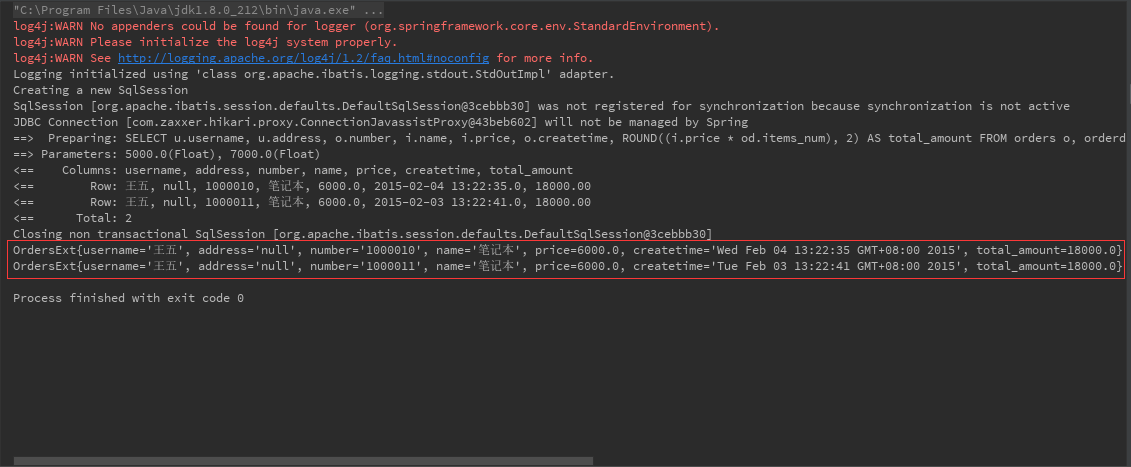 "C:\Program Files\Java\jdk1.8.0_212\bin\java.exe" ...
log4j:WARN No appenders could be found for logger (org.springframework.core.env.StandardEnvironment).
log4j:WARN Please initialize the log4j system properly.
log4j:WARN See http://logging.apache.org/log4j/1.2/faq.html#noconfig for more info.
Logging initialized using 'class org.apache.ibatis.logging.stdout.StdOutImpl' adapter.
Creating a new SqlSession
SqlSession [org.apache.ibatis.session.defaults.DefaultSqlSession@3cebbb30] was not registered for synchronization because synchronization is not active
JDBC Connection [com.zaxxer.hikari.proxy.ConnectionJavassistProxy@43beb602] will not be managed by Spring
==>  Preparing: SELECT u.username, u.address, o.number, i.name, i.price, o.createtime, ROUND((i.price * od.items_num), 2) AS total_amount FROM orders o, orderd
==> Parameters: 5000.0(Float), 7000.0(Float)
<==    Columns: username, address, number, name, price, createtime, total_amount
<==        Row: 王五, null, 1000010, 笔记本, 6000.0, 2015-02-04 13:22:35.0, 18000.00
<==        Row: 王五, null, 1000011, 笔记本, 6000.0, 2015-02-03 13:22:41.0, 18000.00
<==      Total: 2
Closing non transactional SqlSession [org.apache.ibatis.session.defaults.DefaultSqlSession@3cebbb30]
OrdersExt{username='王五', address='null', number='1000010', name='笔记本', price=6000.0, createtime='Wed Feb 04 13:22:35 GMT+08:00 2015', total_amount=18000.0}
OrdersExt{username='王五', address='null', number='1000011', name='笔记本', price=6000.0, createtime='Tue Feb 03 13:22:41 GMT+08:00 2015', total_amount=18000.0}
Process finished with exit code 0